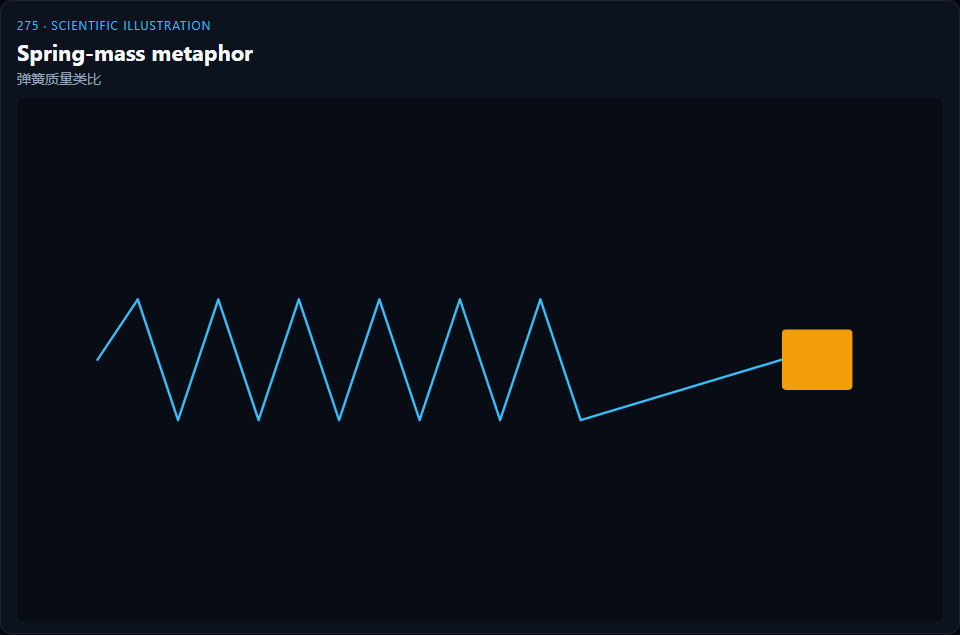 275 · SCIENTIFIC ILLUSTRATION
Spring-mass metaphor
弹簧质量类比